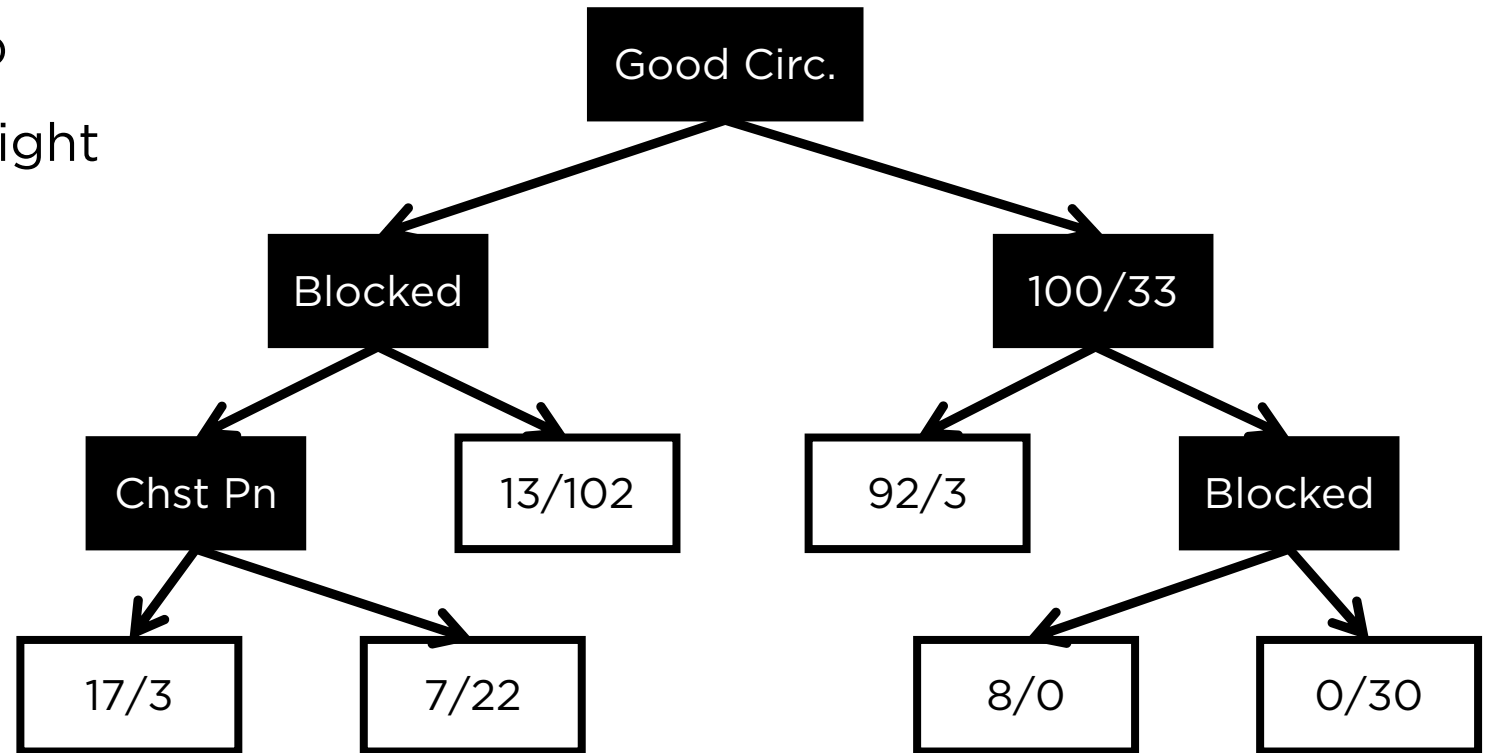 Good Circ.
Blocked
100/33
Chst Pn
13/102
92/3
Blocked
17/3
7/22
8/0
0/30